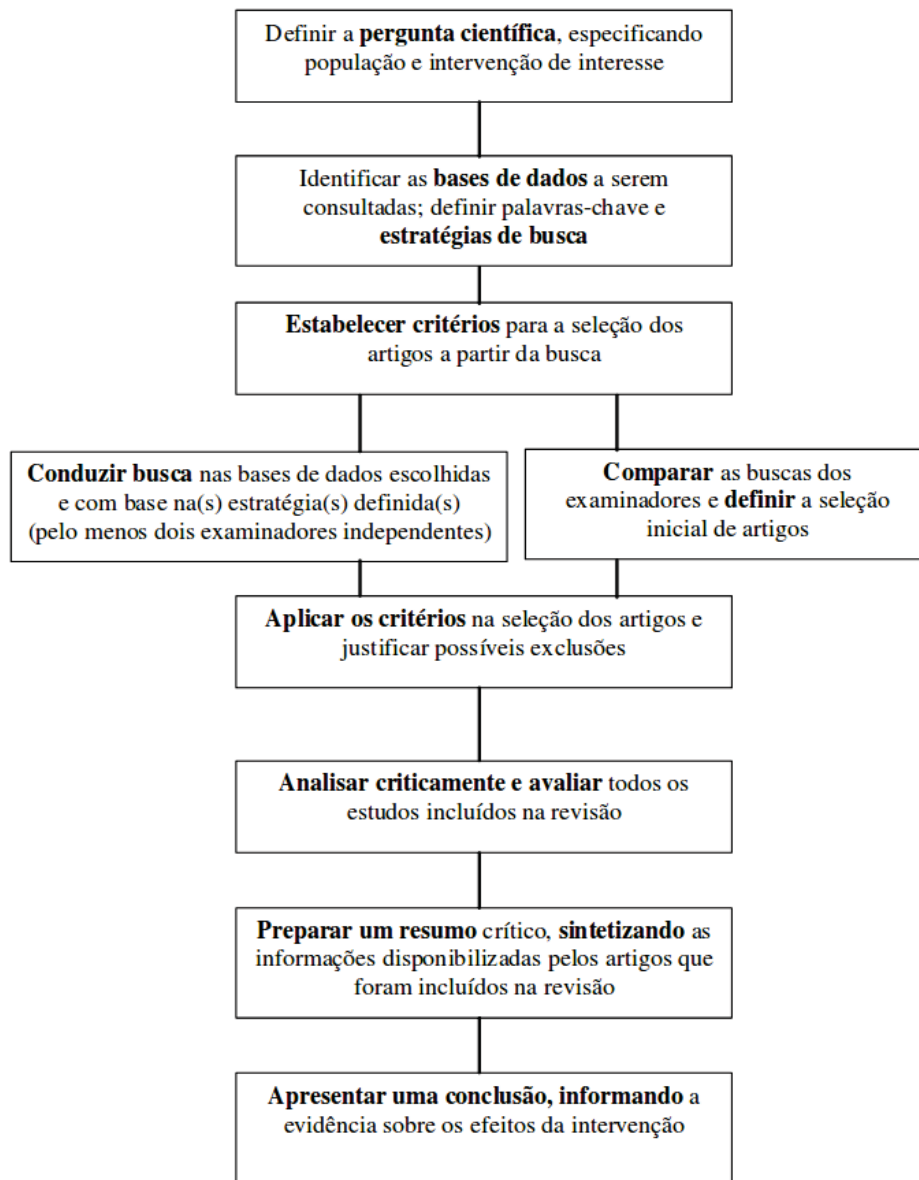 Definir a pergunta científica, especificando
população e intervenção de interesse
Identificar as bases de dados a serem
consultadas; definir palavras-chave e
estratégias de busca
Estabelecer critérios para a seleção dos
artigos a partir da busca
Conduzir busca nas bases de dados escolhidas
e com base na(s) estratégia(s) definida(s)
(pelo menos dois examinadores independentes)
Comparar as buscas dos
examinadores e definir a seleção
inicial de artigos
Aplicar os critérios na seleção dos artigos e
justificar possíveis exclusões
Analisar criticamente e avaliar todos os
estudos incluídos na revisão
Preparar um resumo crítico, sintetizando as
informações disponibilizadas pelos artigos que
foram incluídos na revisão
Apresentar uma conclusão, informando a
evidência sobre os efeitos da intervenção